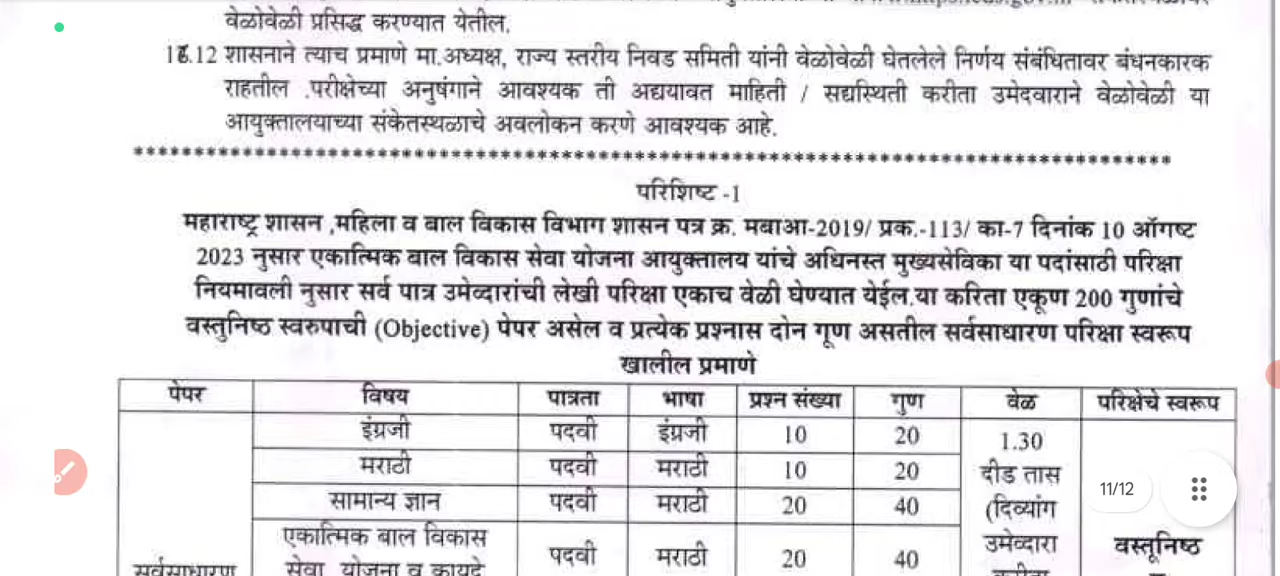 वेळोवेळी प्रसिद्ध करण्यात येतील.
16.12 शासनाने त्याच प्रमाणे मा.अध्यक्ष, राज्य स्तरीय निवड समिती यांनी वेळोवेळी घेतलेले निर्णय संबंधितावर बंधनकारक
राहतील .परीक्षेच्या अनुषंगाने आवश्यक ती अद्ययावत माहिती / सद्यस्थिती करीता उमेदवाराने वेळोवेळी या
आयुक्तालयाच्या संकेतस्थळाचे अवलोकन करणे आवश्यक आहे.
परिशिष्ट -1
महाराष्ट्र शासन ,महिला व बाल विकास विभाग शासन पत्र क्र. मबाआ-2019/ प्रक.-113/ का-7 दिनांक 10 ऑगष्ट
2023 नुसार एकात्मिक बाल विकास सेवा योजना आयुक्तालय यांचे अधिनस्त मुख्यसेविका या पदांसाठी परिक्षा
नियमावली नुसार सर्व पात्र उमेव्दारांची लेखी परिक्षा एकाच वेळी घेण्यात येईल.या करिता एकूण 200 गुणांचे
वस्तुनिष्ठ स्वरुपाची (Objective) पेपर असेल व प्रत्येक प्रश्नास दोन गूण असतील सर्वसाधारण परिक्षा स्वरूप
खालील प्रमाणे
पेपर विषय पात्रता भाषा प्रश्न संख्या गुण वेळ परिक्षेचे स्वरूप
इंग्रजी पदवी इंग्रजी 10 20 1.30
मराठी पदवी मराठी 10 20 दीड तास
सामान्य ज्ञान पदवी मराठी 20 40 (दिव्यांग
एकात्मिक बाल विकास पदवी मराठी 20 40 उमेव्दारा वस्तूनिष्ठ
सर्वसाधारण सेवा योजना व कायदे
11/12